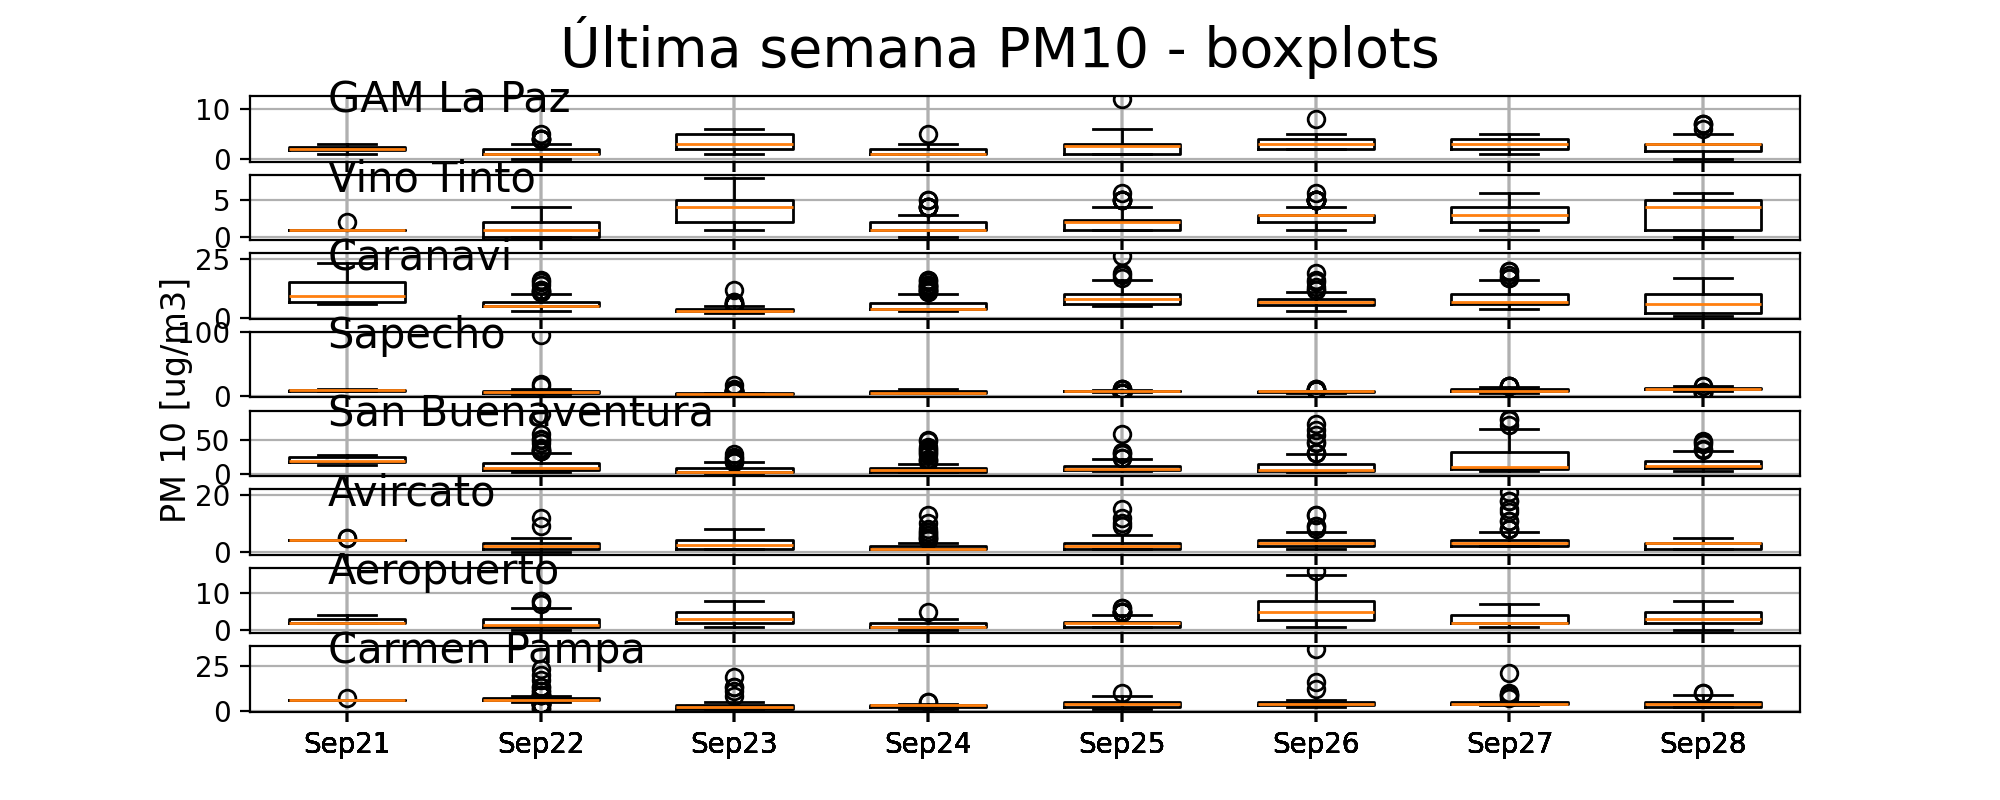 Última semana PM10 - boxplots
GAM La Paz
10
0
Vino Tinto
5
0
Caranavi
25
0
PM 10 [ug/m3]
Sapecho
100
0
San Buenaventura
50
0
Avircato
20
0
Aeropuerto
10
0
Carmen Pampa
25
0
Sep21 Sep22 Sep23 Sep24 Sep25 Sep26 Sep27 Sep28